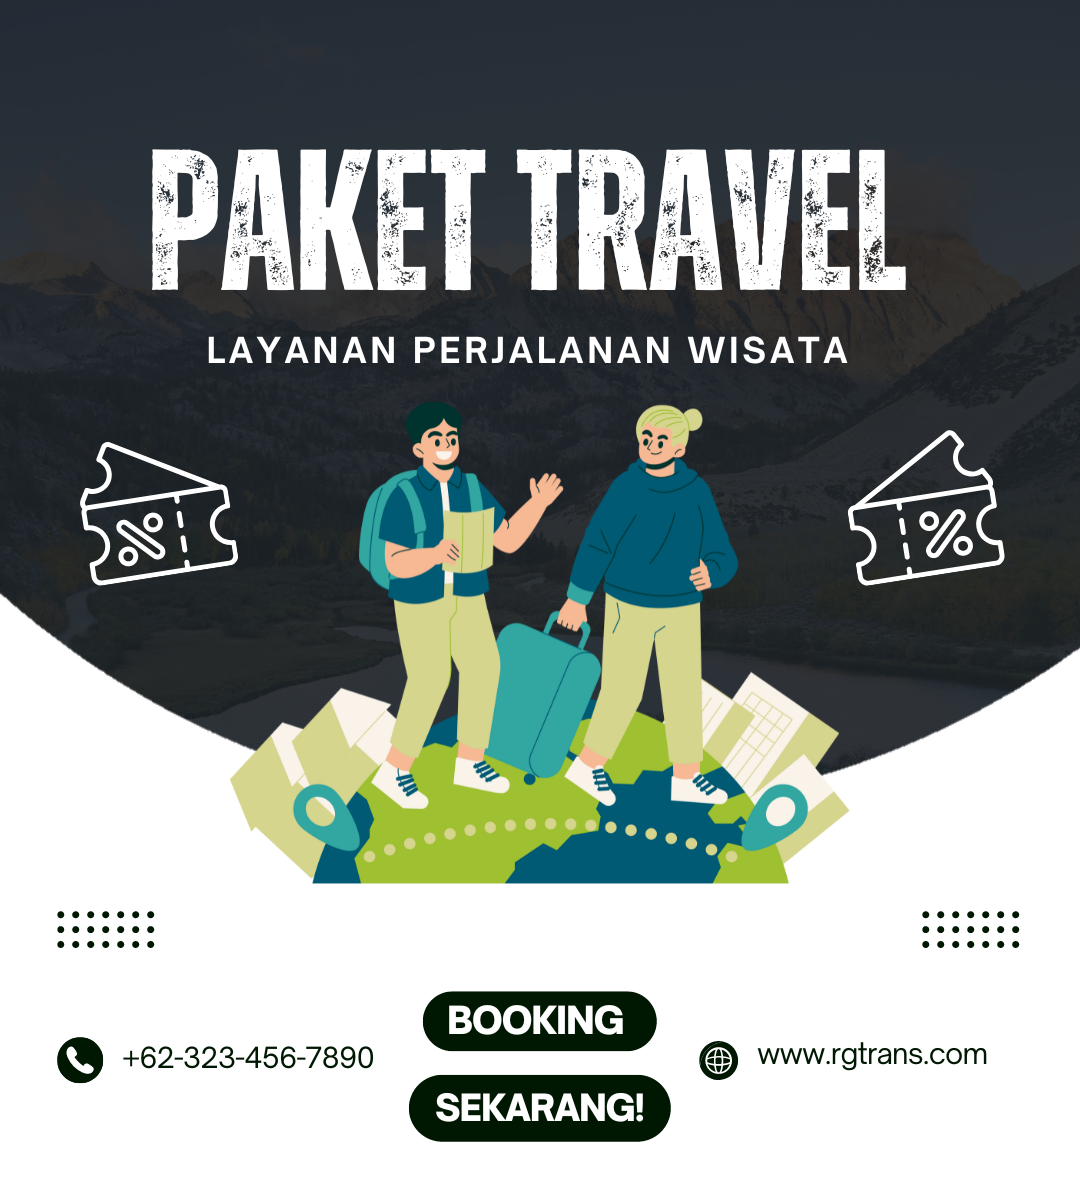 PAKET TRAVEL
LAYANAN PERJALANAN WISATA
BOOKING
+62-323-456-7890
www.rgtrans.com
SEKARANG!